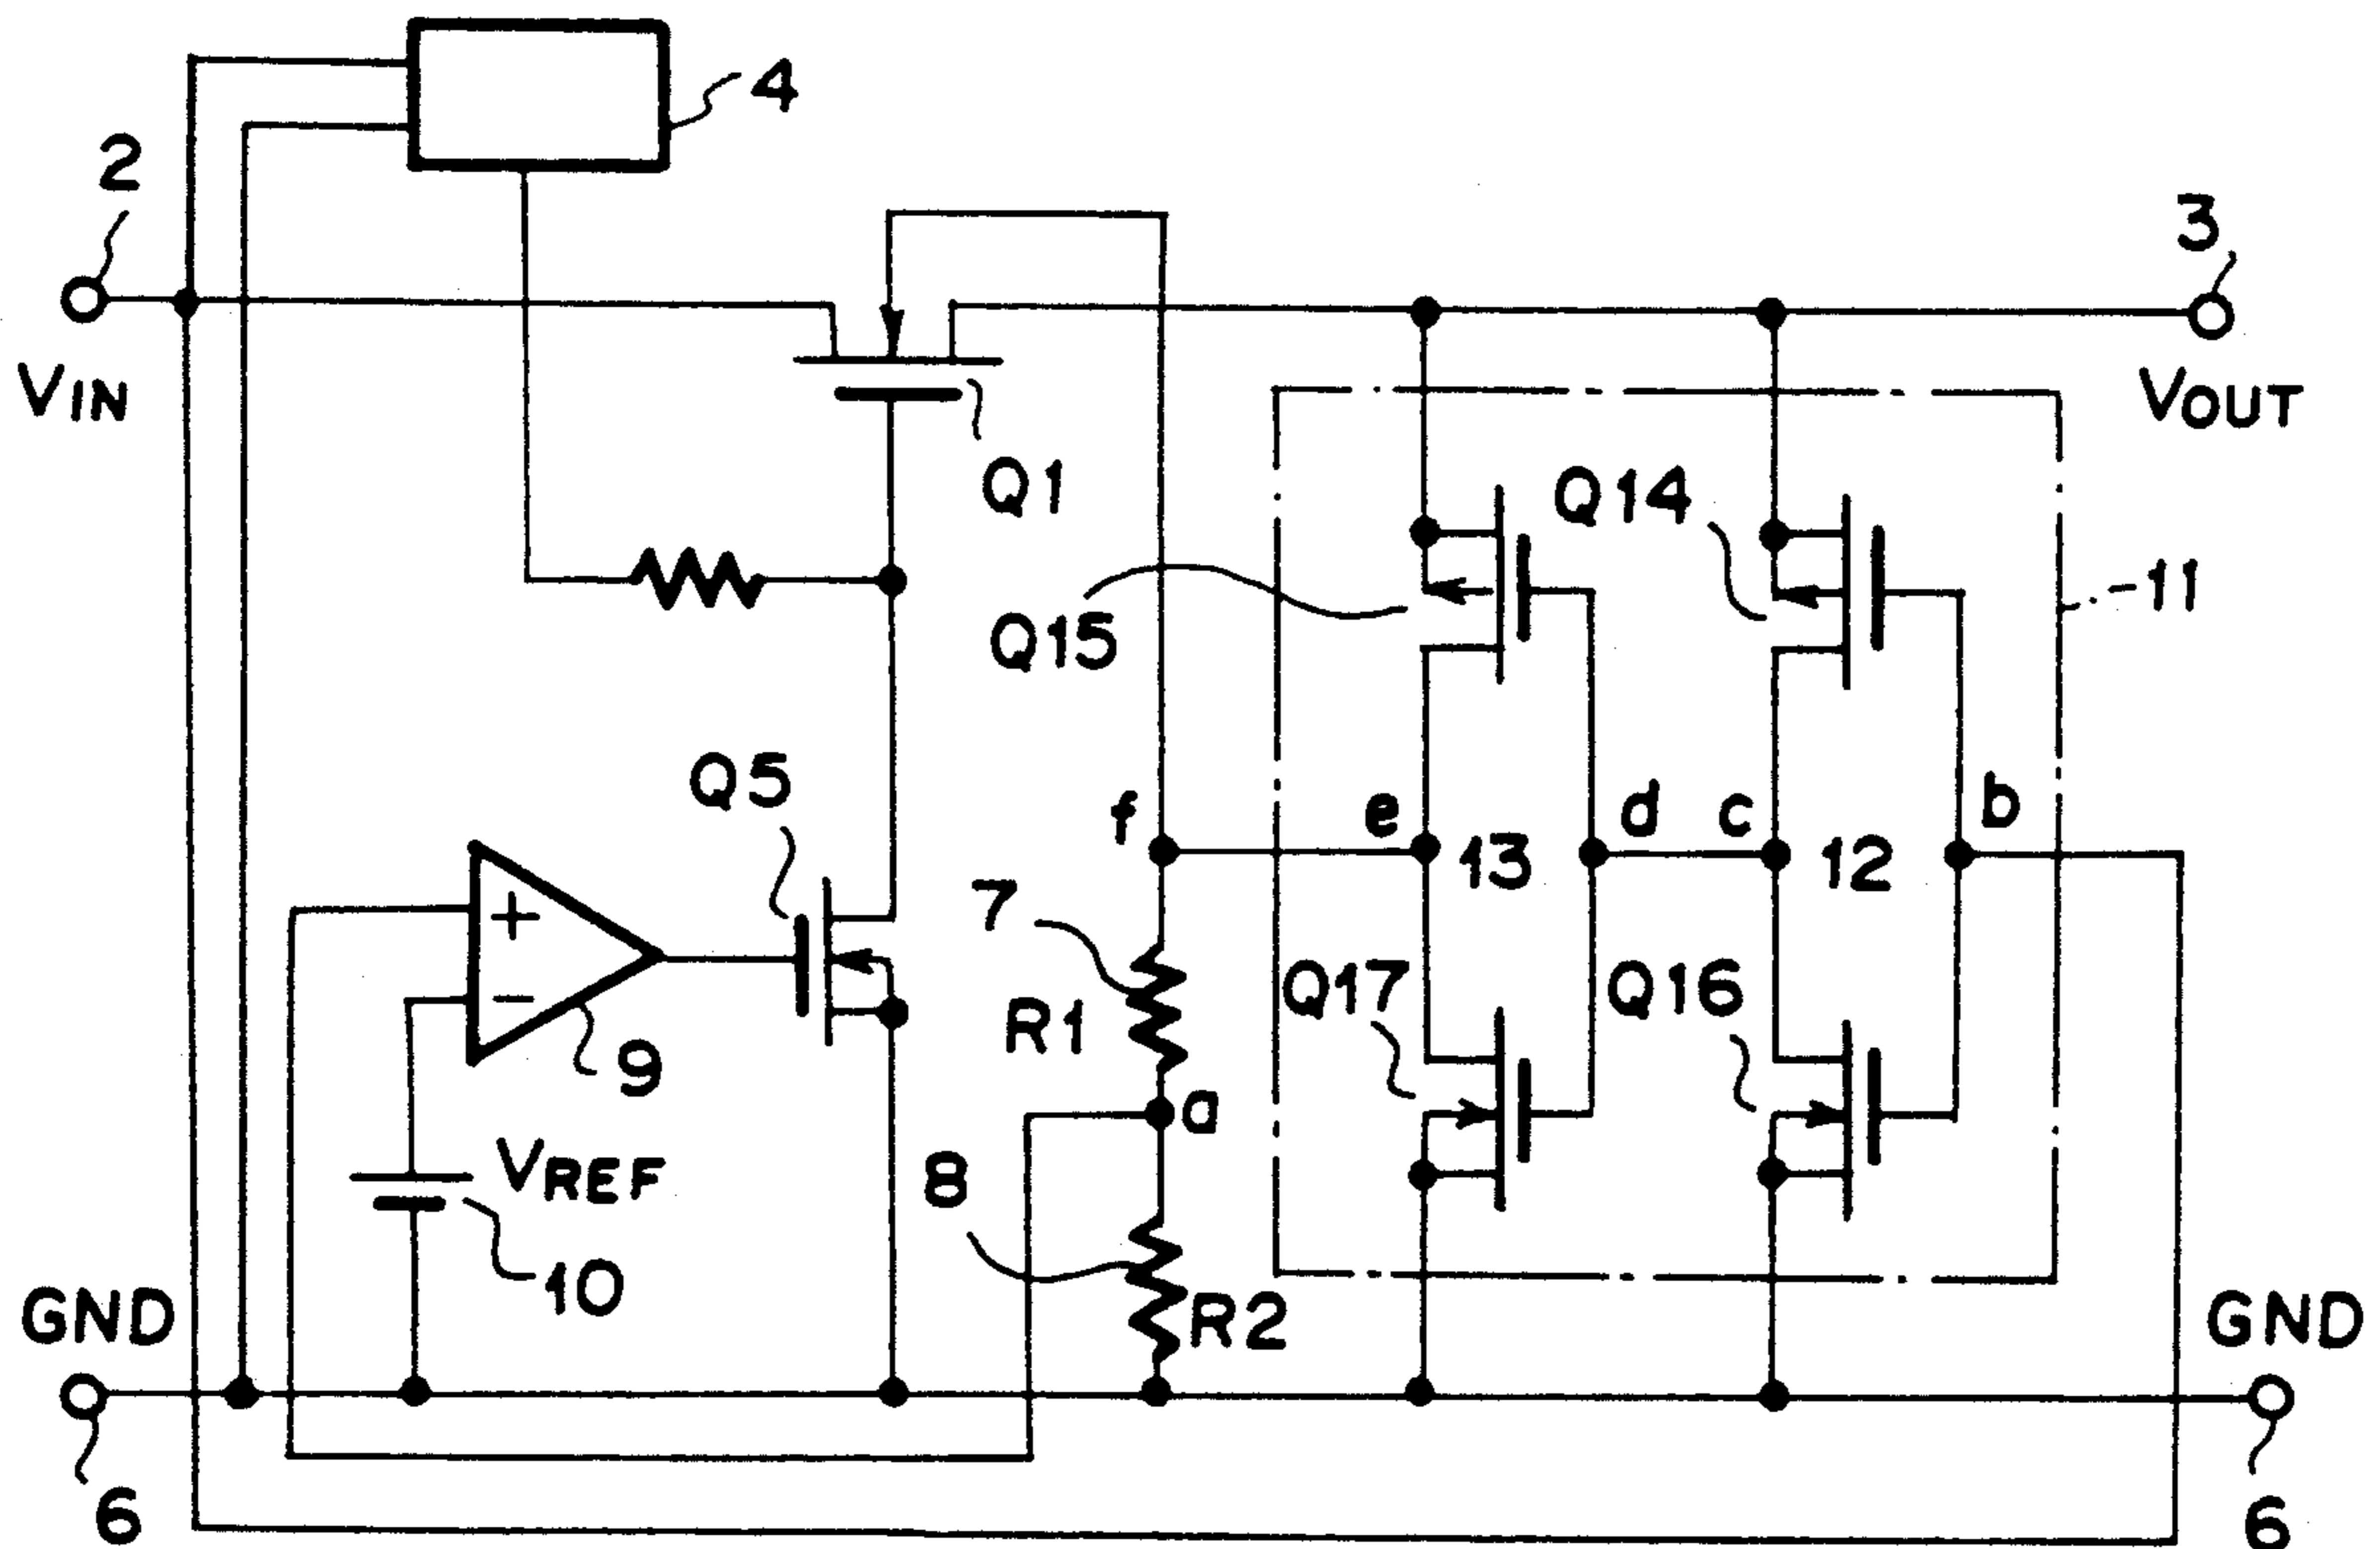 4
2
3
VIN
VOUT
Q1
Q14
11
Q15
Q5
f
e
13
d
c
12
b
+
−
7
R1
Q17
Q16
9
a
VREF
8
10
R2
GND
GND
6
6